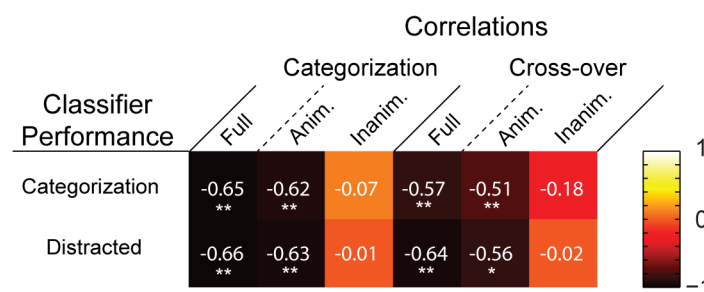 Correlations
Categorization Cross-over
Classifier
Performance
Full Anim. Inanim. Full Anim. Inanim.
1
Categorization -0.65 -0.62 -0.07 -0.57 -0.51 -0.18
** ** ** **
0
Distracted -0.66 -0.63 -0.01 -0.64 -0.56 -0.02
** ** ** *
−1